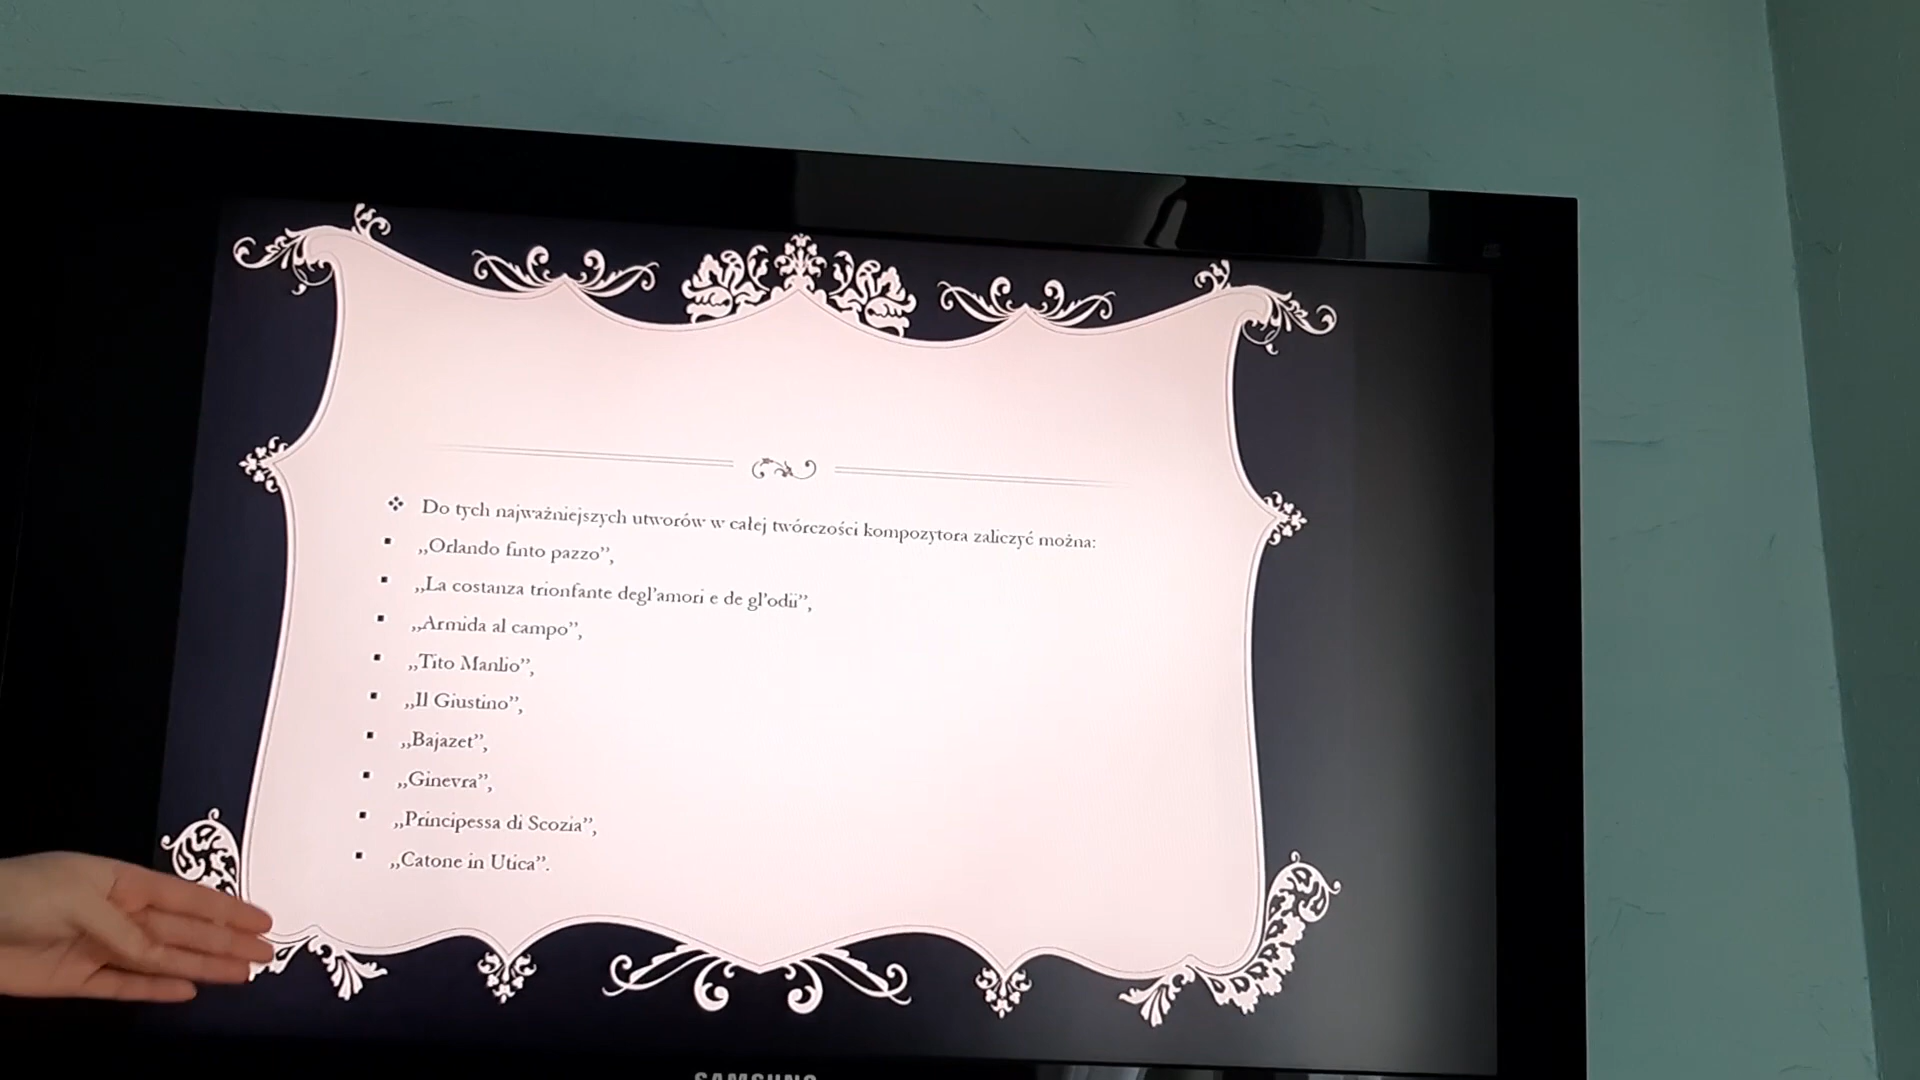 Do tych najważniejszych utworów w całej twórczości kompozytora zaliczyć można:
„Orlando finto pazzo”,
„La costanza trionfante degl’amori e de gl’odii”,
„Armida al campo”,
„Tito Manlio”,
„Il Giustino”,
„Bajazet”,
„Ginevra”,
„Principessa di Scozia”,
„Catone in Utica”.
SAMSUNG